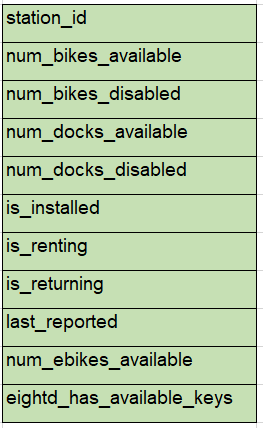 station_id
num_bikes_available
num_bikes_disabled
num_docks_available
num_docks_disabled
is_installed
is_renting
is_returning
last_reported
num_ebikes_available
eightd_has_available_keys